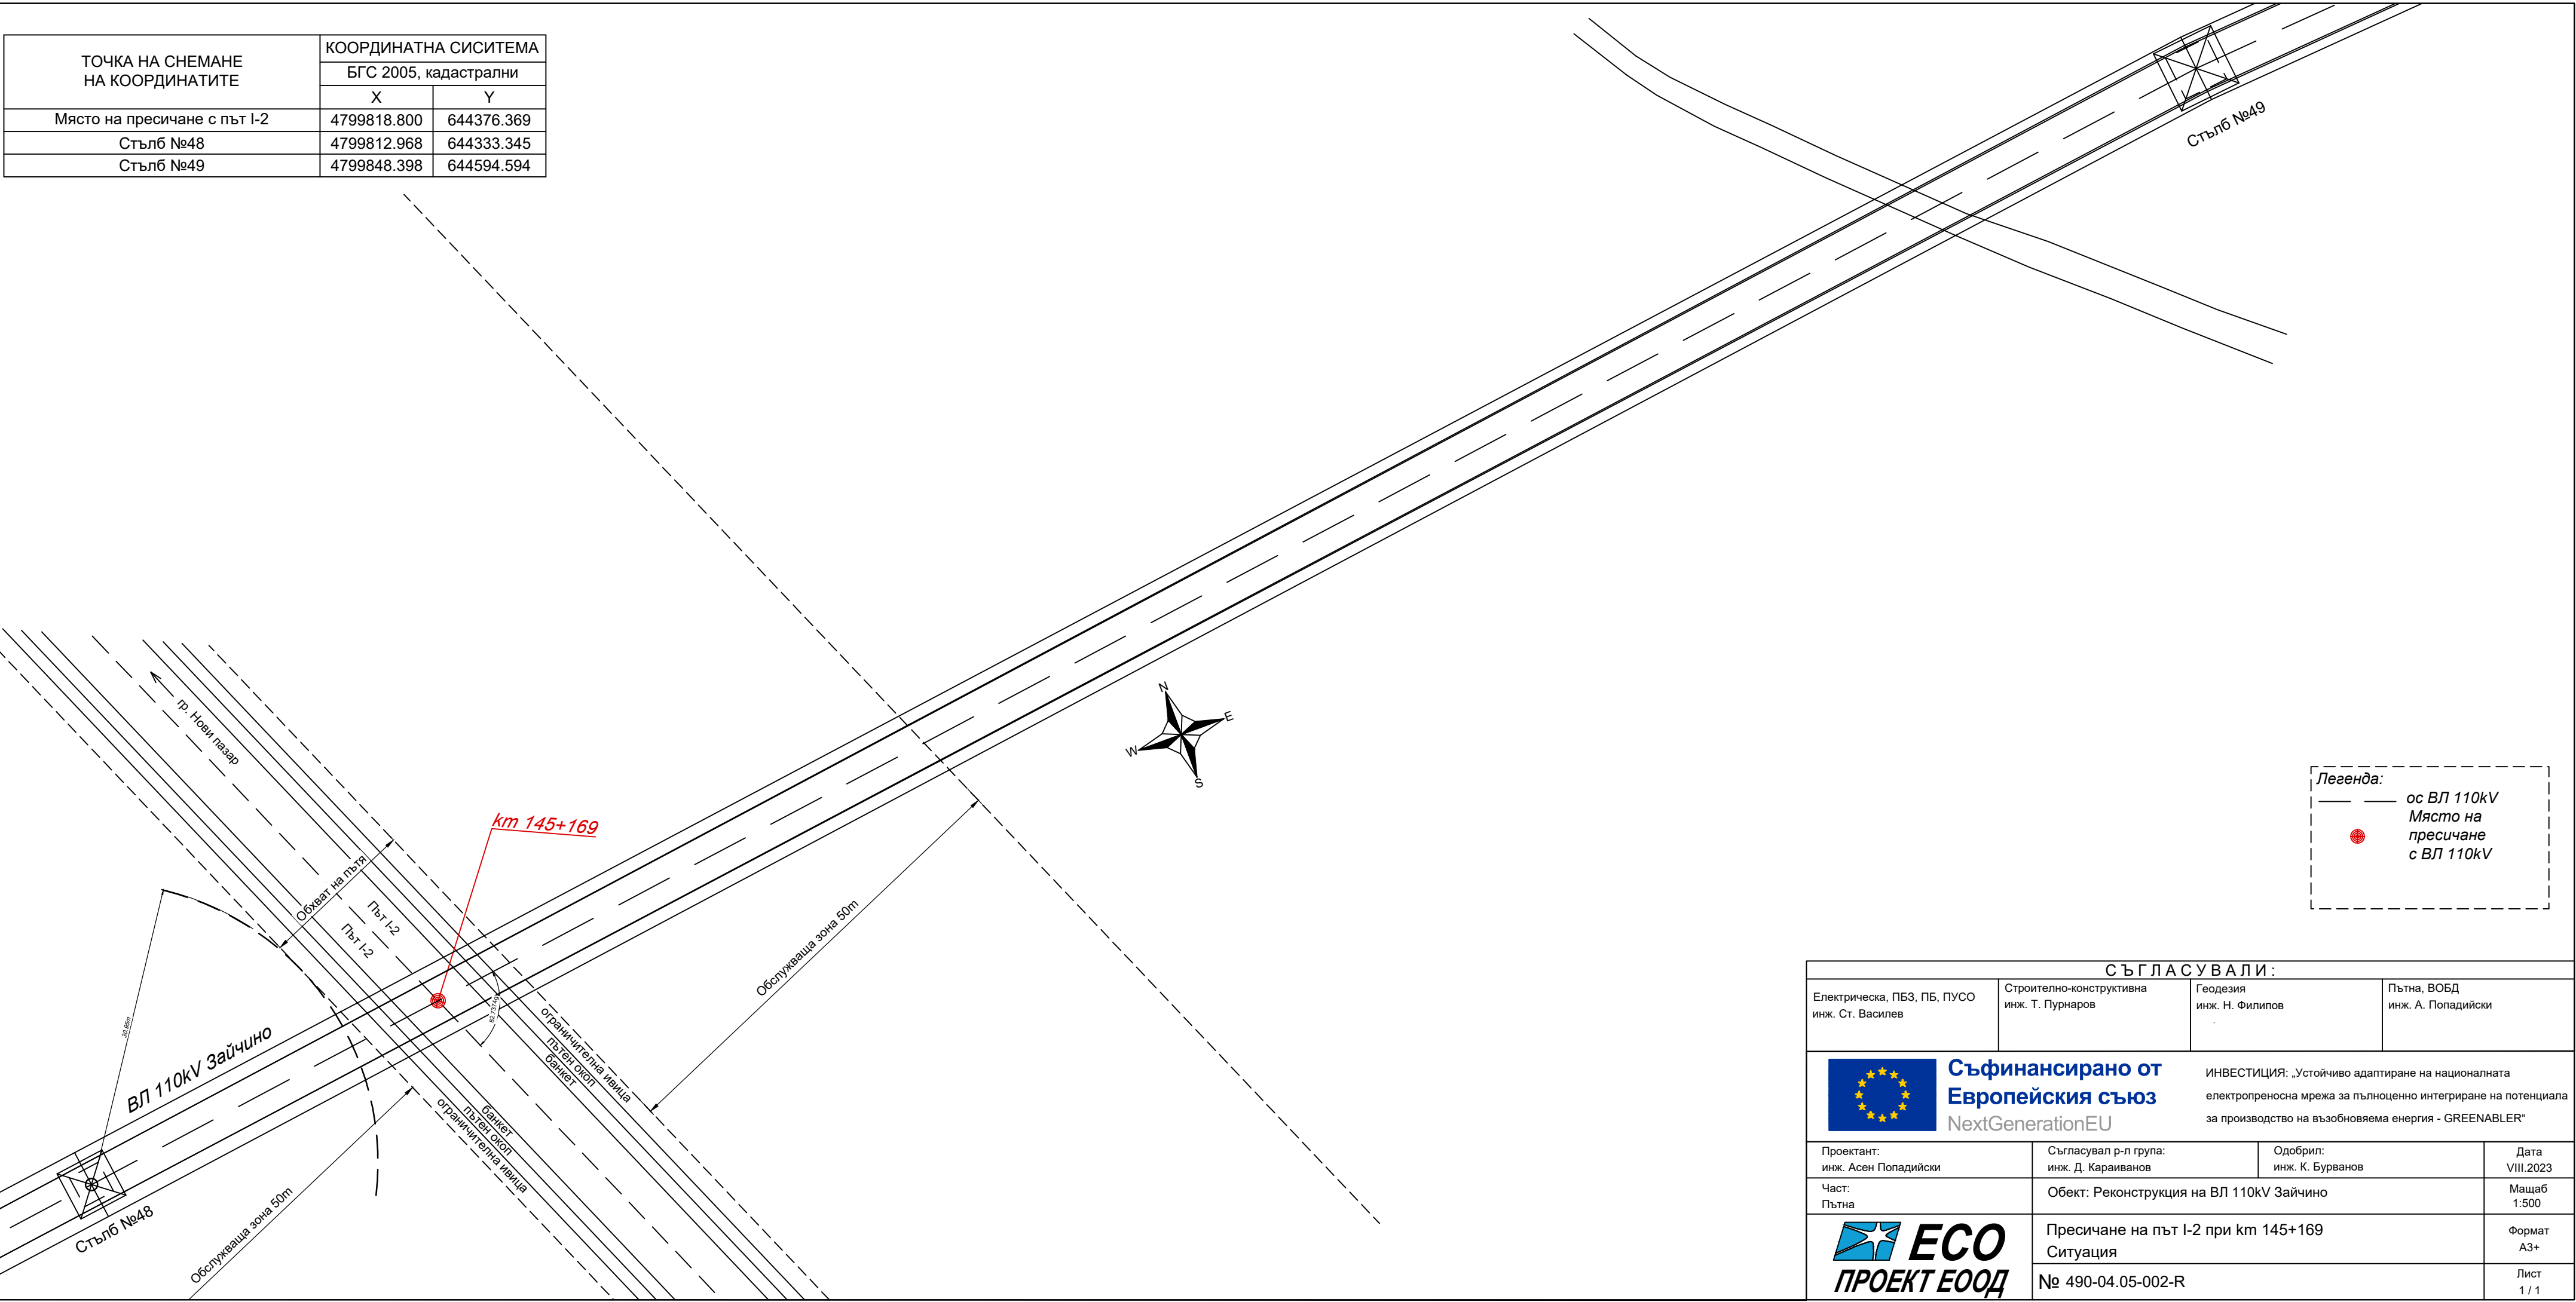 ТОЧКА НА СНЕМАНЕ
НА КООРДИНАТИТЕ
КООРДИНАТНА СИСИТЕМА
БГС 2005, кадастрални
X Y
Място на пресичане с път I-2 4799818.800 644376.369
Стълб №48 4799812.968 644333.345
Стълб №49 4799848.398 644594.594
Стълб №49
гр. Нови пазар
N
E
W
S
km 145+169
Обхват на пътя
Път I-2
Път I-2
Обслужваща зона 50m
ограничителна ивица
пътен окоп
банкет
банкет
пътен окоп
ограничителна ивица
30.86m
ВЛ 110kV Зайчино
Стълб №48
Обслужваща зона 50m
Легенда:
ос ВЛ 110kV
Място на
пресичане
с ВЛ 110kV
СЪГЛАСУВАЛИ:
Електрическа, ПБЗ, ПБ, ПУСО
инж. Ст. Василев
Строително-конструктивна
инж. Т. Пурнаров
Геодезия
инж. Н. Филипов
Пътна, ВОБД
инж. А. Попадийски
Съфинансирано от
Европейския съюз
NextGenerationEU
ИНВЕСТИЦИЯ: „Устойчиво адаптиране на националната
електропреносна мрежа за пълноценно интегриране на потенциала
за производство на възобновяема енергия - GREENABLER“
Проектант:
инж. Асен Попадийски
Съгласувал р-л група:
инж. Д. Караиванов
Одобрил:
инж. К. Бурванов
Дата
VIII.2023
Част:
Пътна
Обект: Реконструкция на ВЛ 110kV Зайчино
Мащаб
1:500
ECO
ПРОЕКТ ЕООД
Пресичане на път I-2 при km 145+169
Ситуация
Формат
А3+
№ 490-04.05-002-R
Лист
1 / 1